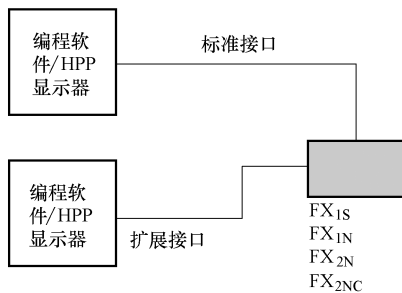 编程软
件/HPP
显示器
标准接口
编程软
件/HPP
显示器
扩展接口
FX1S
FX1N
FX2N
FX2NC